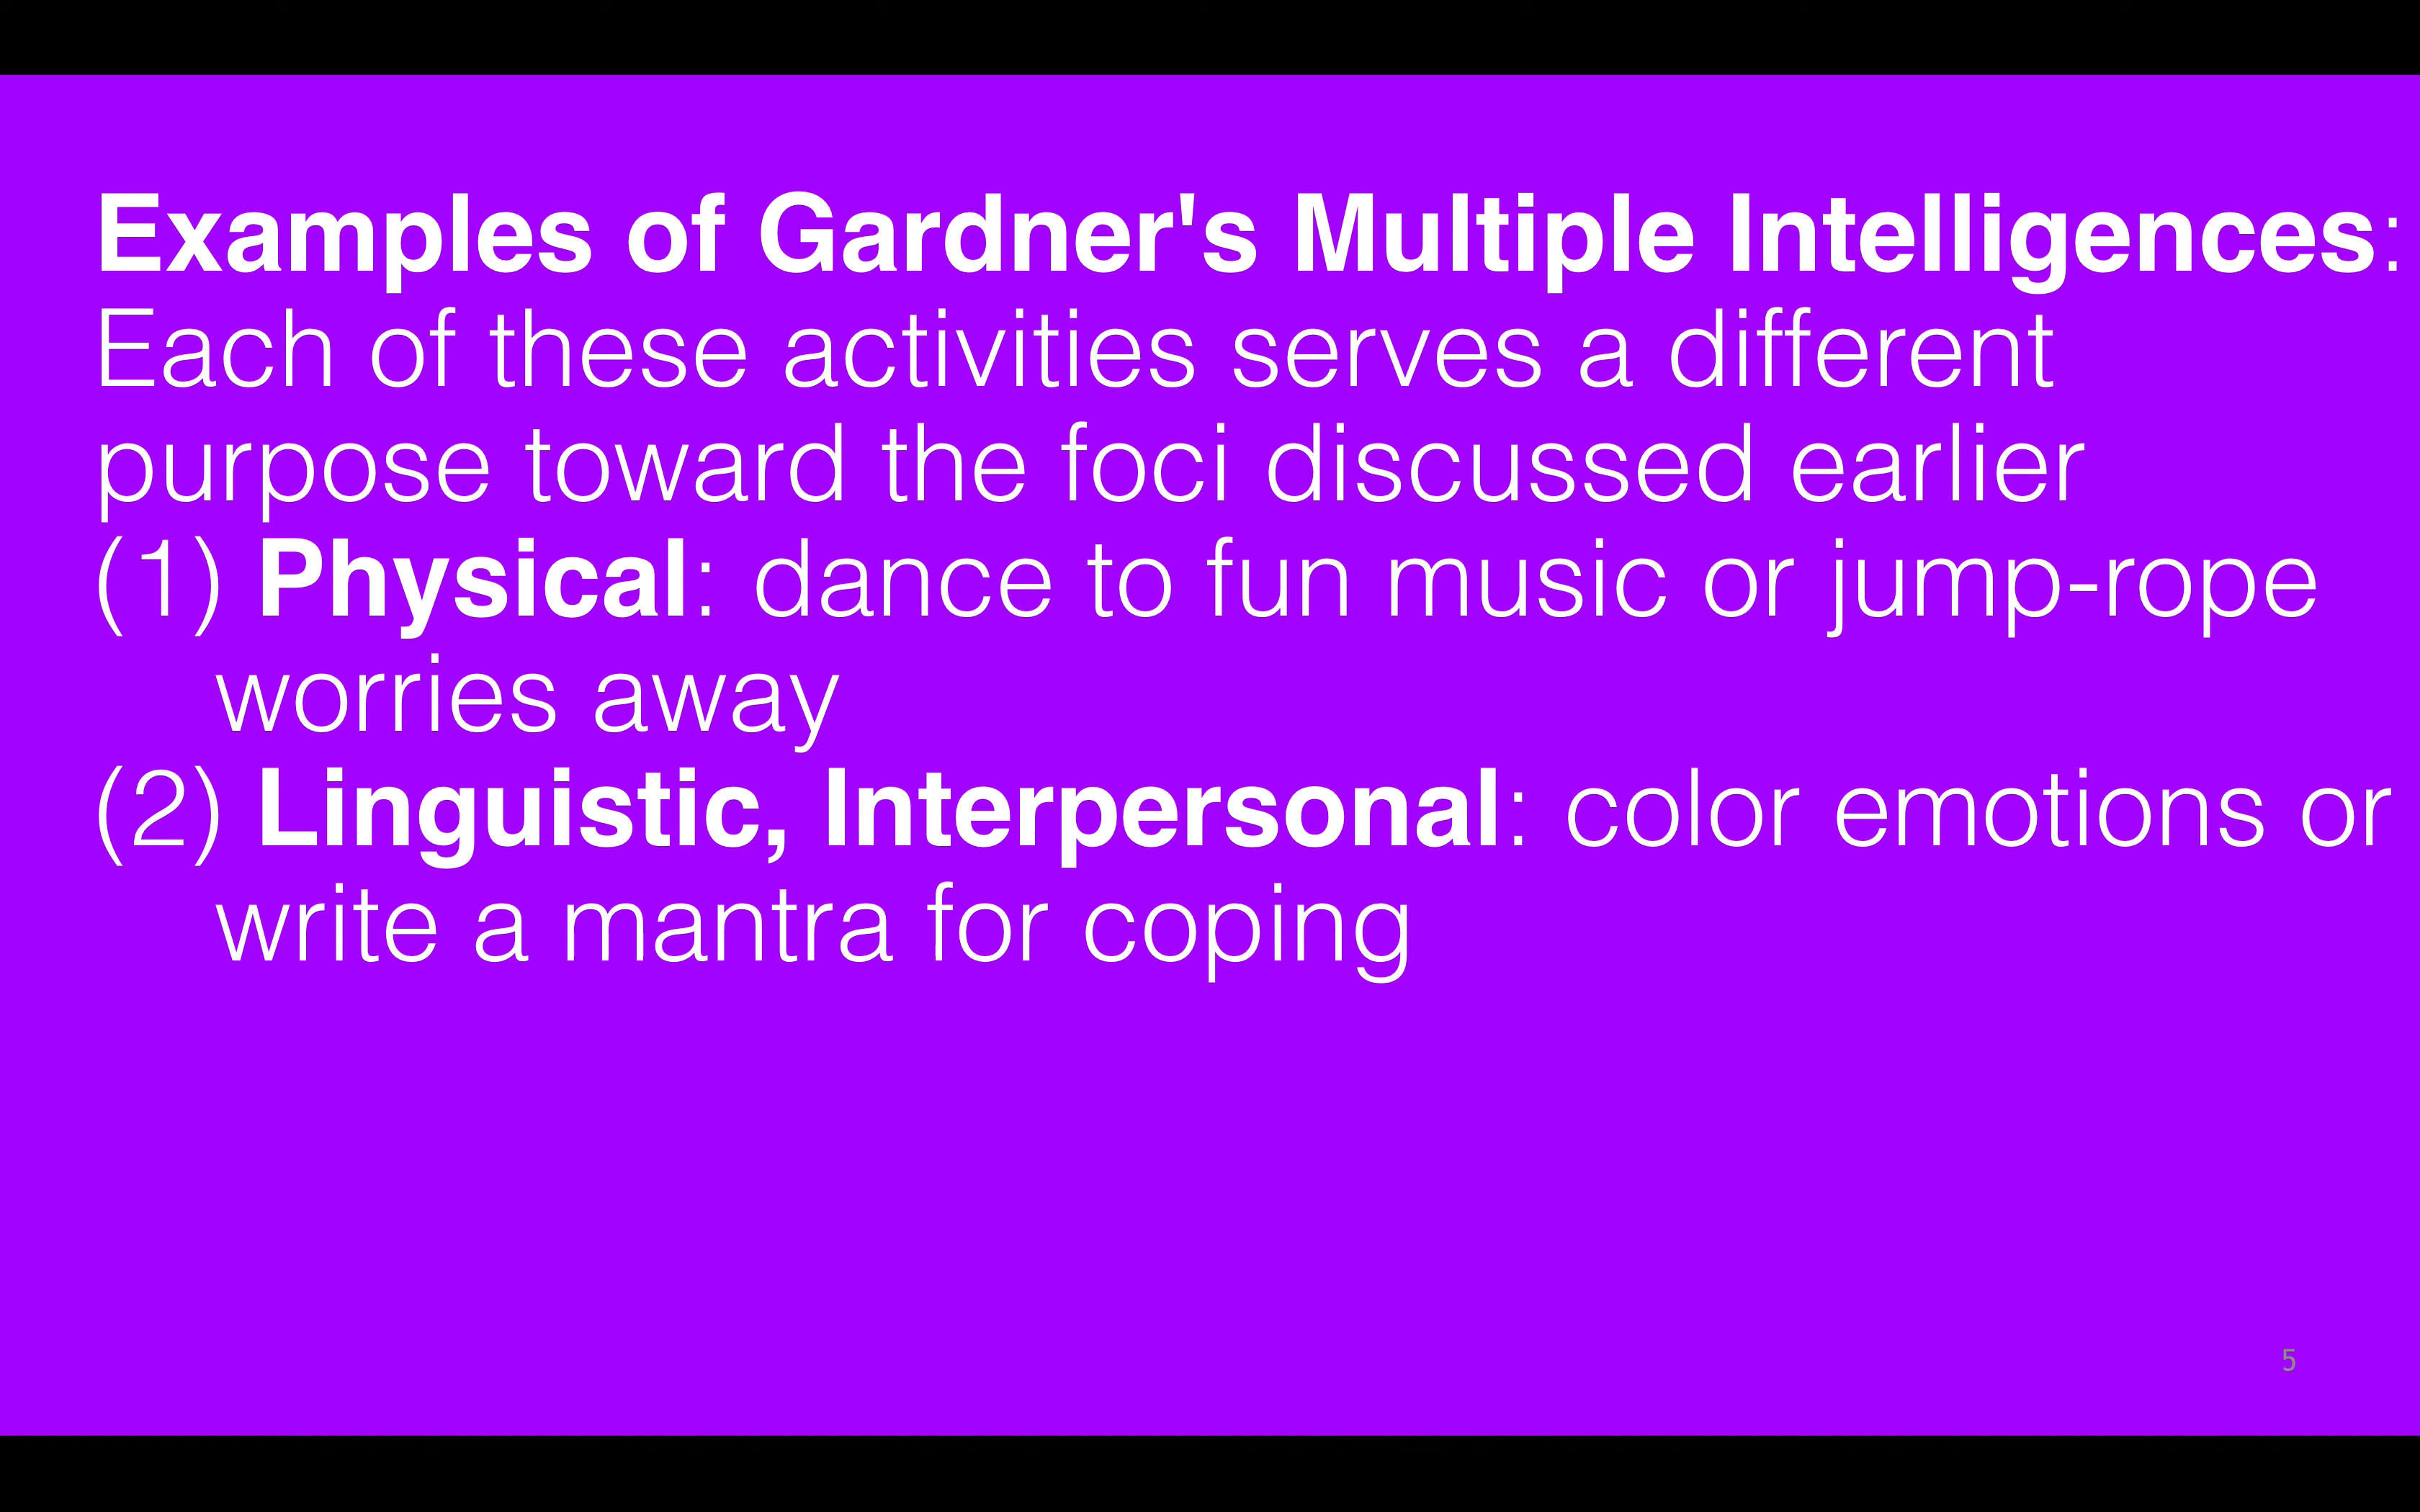 Examples of Gardner's Multiple Intelligences:
Each of these activities serves a different
purpose toward the foci discussed earlier
(1) Physical: dance to fun music or jump-rope
worries away
(2) Linguistic, Interpersonal: color emotions or
write a mantra for coping
5